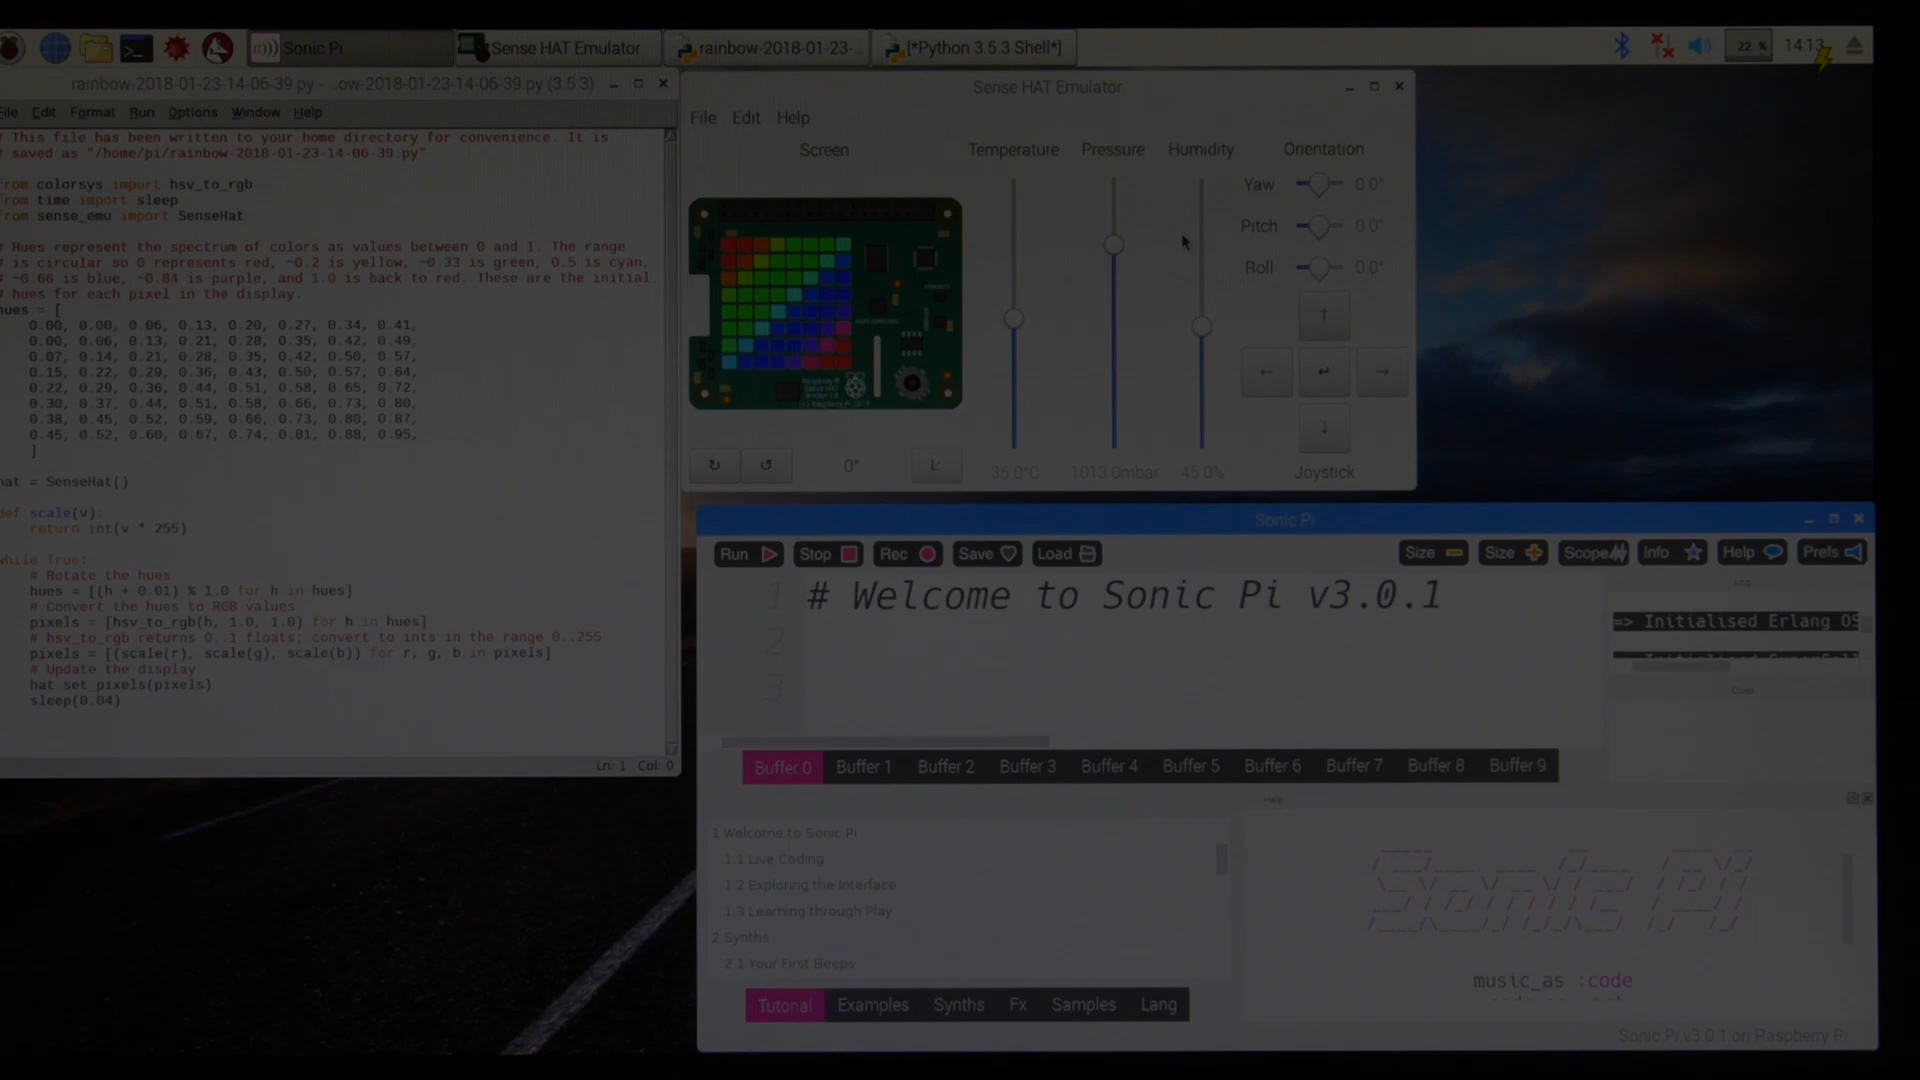 Sonic Pi
Sense HAT Emulator
rainbow-2018-01-23-...
[*Python 3.5.3 Shell*]
22 %
14:13
rainbow-2018-01-23-14-06-39.py - ...ow-2018-01-23-14-06-39.py (3.5.3)
File Edit Format Run Options Window Help
# This file has been written to your home directory for convenience. It is
# saved as "/home/pi/rainbow-2018-01-23-14-06-39.py"
from colorsys import hsv_to_rgb
from time import sleep
from sense_emu import SenseHat
# Hues represent the spectrum of colors as values between 0 and 1. The range
# is circular so 0 represents red, ~0.2 is yellow, ~0.33 is green, 0.5 is cyan,
# ~0.66 is blue, ~0.84 is purple, and 1.0 is back to red. These are the initial
# hues for each pixel in the display.
hues = [
0.00, 0.00, 0.06, 0.13, 0.20, 0.27, 0.34, 0.41,
0.00, 0.06, 0.13, 0.21, 0.28, 0.35, 0.42, 0.49,
0.07, 0.14, 0.21, 0.28, 0.35, 0.42, 0.50, 0.57,
0.15, 0.22, 0.29, 0.36, 0.43, 0.50, 0.57, 0.64,
0.22, 0.29, 0.36, 0.44, 0.51, 0.58, 0.65, 0.72,
0.30, 0.37, 0.44, 0.51, 0.58, 0.66, 0.73, 0.80,
0.38, 0.45, 0.52, 0.59, 0.66, 0.73, 0.80, 0.87,
0.45, 0.52, 0.60, 0.67, 0.74, 0.81, 0.88, 0.95,
]
hat = SenseHat()
def scale(v):
return int(v * 255)
while True:
# Rotate the hues
hues = [(h + 0.01) % 1.0 for h in hues]
# Convert the hues to RGB values
pixels = [hsv_to_rgb(h, 1.0, 1.0) for h in hues]
# hsv_to_rgb returns 0..1 floats; convert to ints in the range 0..255
pixels = [(scale(r), scale(g), scale(b)) for r, g, b in pixels]
# Update the display
hat.set_pixels(pixels)
sleep(0.04)
Ln: 1 Col: 0
Sense HAT Emulator
File Edit Help
Screen Temperature Pressure Humidity Orientation
Yaw 0.0°
Pitch 0.0°
Roll 0.0°
Raspberry Pi
Sense HAT
0° 35.0°C 1013.0mbar 45.0% Joystick
Sonic Pi
Run Stop Rec Save Load Size Size Scope Info Help Prefs
1 # Welcome to Sonic Pi v3.0.1
2
3
Log
=> Initialised Erlang OS
Cues
Buffer 0 Buffer 1 Buffer 2 Buffer 3 Buffer 4 Buffer 5 Buffer 6 Buffer 7 Buffer 8 Buffer 9
Help
1 Welcome to Sonic Pi
1.1 Live Coding
1.2 Exploring the Interface
1.3 Learning through Play
2 Synths
2.1 Your First Beeps
Sonic Pi
music_as :code
Tutorial Examples Synths Fx Samples Lang
Sonic Pi v3.0.1 on Raspberry Pi